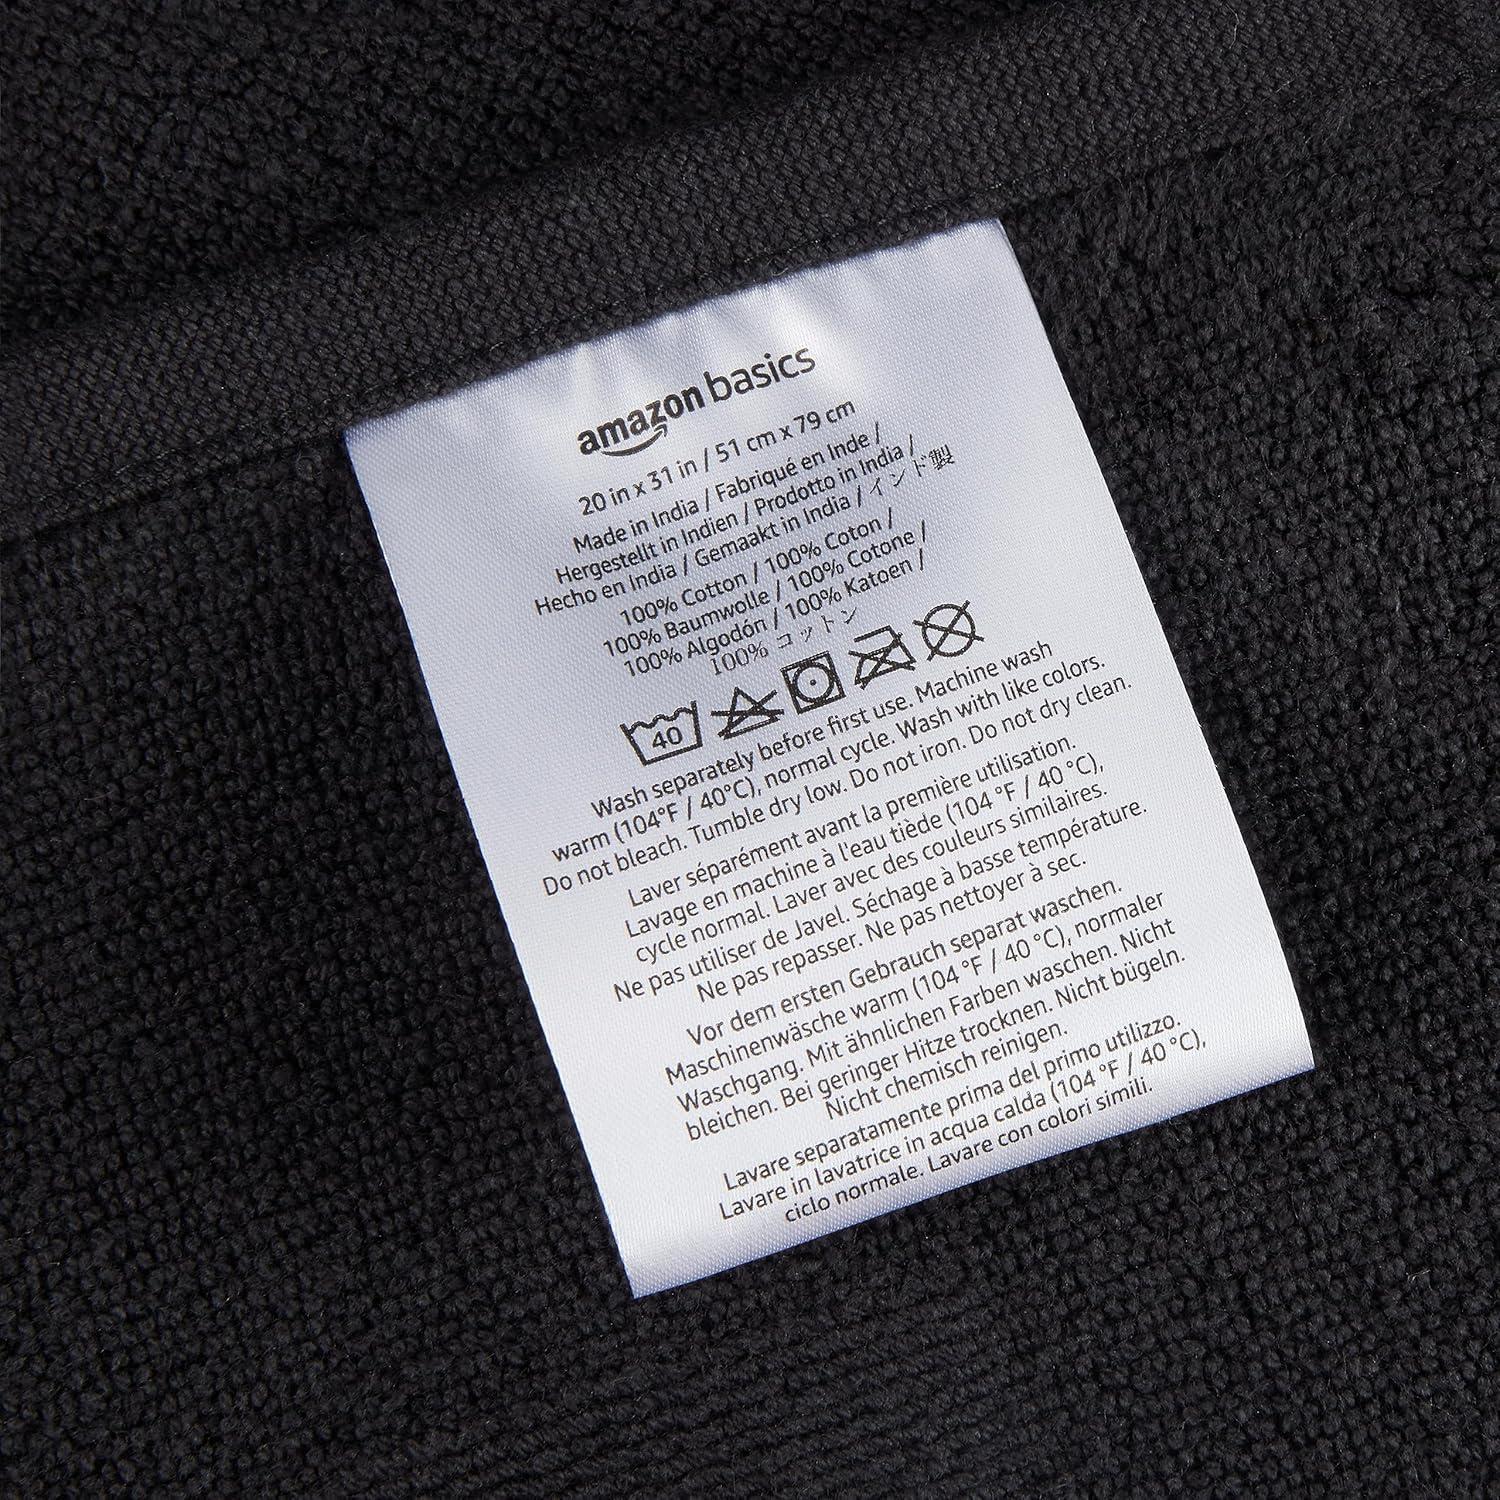 amazon basics
20 in x 31 in / 51 cm x 79 cm
Made in India / Fabriqué en Inde /
Hergestellt in Indien / Prodotto in India /
Hecho en India / Gemaakt in India / インド製
100% Cotton / 100% Coton /
100% Baumwolle / 100% Cotone /
100% Algodón / 100% Katoen /
100% コットン
40
Wash separately before first use. Machine wash
warm (104°F / 40°C), normal cycle. Wash with like colors.
Do not bleach. Tumble dry low. Do not iron. Do not dry clean.
Laver séparément avant la première utilisation.
Lavage en machine à l'eau tiède (104 °F / 40 °C),
cycle normal. Laver avec des couleurs similaires.
Ne pas utiliser de Javel. Séchage à basse température.
Ne pas repasser. Ne pas nettoyer à sec.
Vor dem ersten Gebrauch separat waschen.
Maschinenwäsche warm (104 °F / 40 °C), normaler
Waschgang. Mit ähnlichen Farben waschen. Nicht
bleichen. Bei geringer Hitze trocknen. Nicht bügeln.
Nicht chemisch reinigen.
Lavare separatamente prima del primo utilizzo.
Lavare in lavatrice in acqua calda (104 °F / 40 °C),
ciclo normale. Lavare con colori simili.